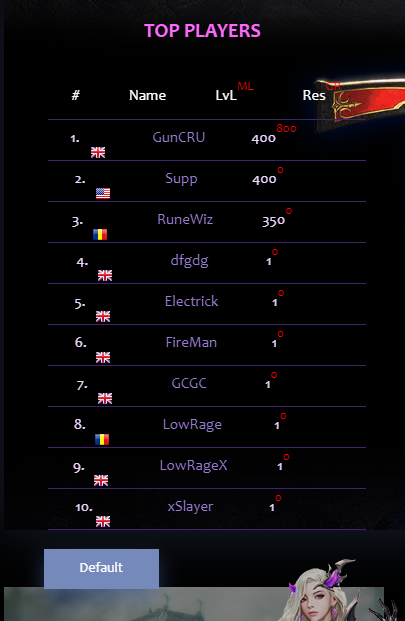 TOP PLAYERS
# Name LvL ML Res GR
1. GunCRU 400 800
2. Supp 400 0
3. RuneWiz 350 0
4. dfgdg 1 0
5. Electrick 1 0
6. FireMan 1 0
7. GCGC 1 0
8. LowRage 1 0
9. LowRageX 1 0
10. xSlayer 1 0
Default